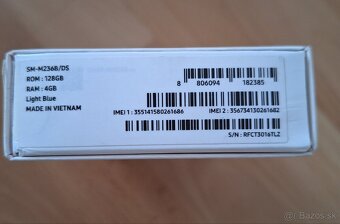 SM-M236B/DS
ROM : 128GB
RAM : 4GB
Light Blue
MADE IN VIETNAM
8 806094 182385
IMEI 1 : 355141580261686
IMEI 2 : 356734130261682
S/N : RFCT3016TLZ
Bazos.sk